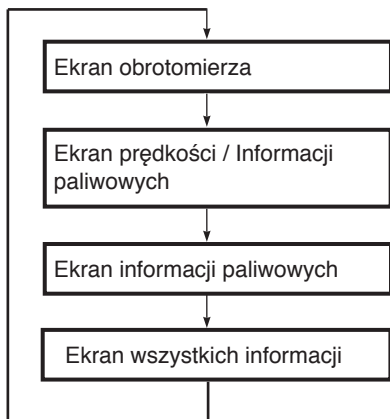 Ekran obrotomierza
Ekran prędkości / Informacji
paliwowych
Ekran informacji paliwowych
Ekran wszystkich informacji